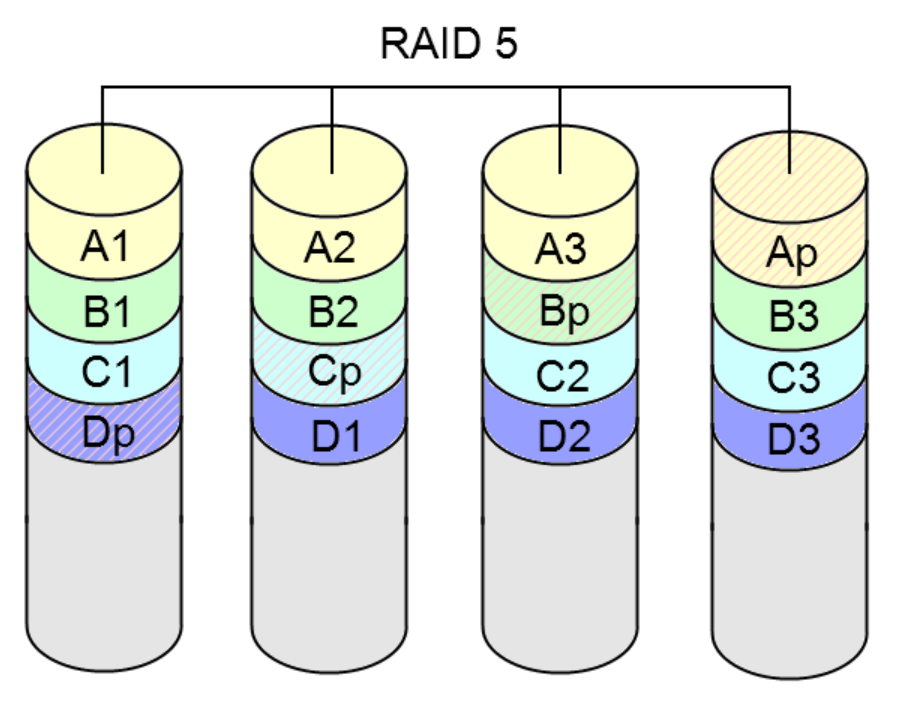 RAID 5
A1 A2 A3 Ap
B1 B2 Bp B3
C1 Cp C2 C3
Dp D1 D2 D3